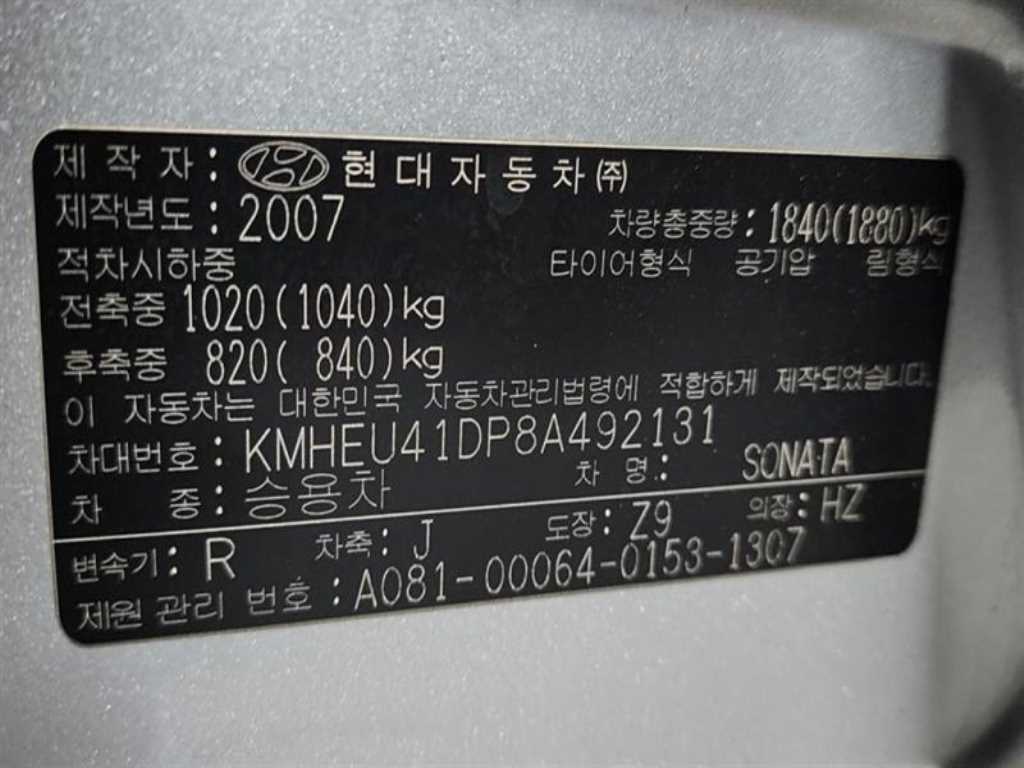 제 작 자 : 현대자동차㈜
제작년도 : 2007 차량총중량 : 1840(1880)kg
적차시하중 타이어형식 공기압 림형식
전축중 1020(1040)kg
후축중 820( 840)kg
이 자동차는 대한민국 자동차관리법령에 적합하게 제작되었습니다.
차대번호 : KMHEU41DP8A492131
차 종 : 승용차 차 명 : SONATA
변속기 : R 차축 : J 도장 : Z9 의장 : HZ
제원관리번호 : A081-00064-0153-1307